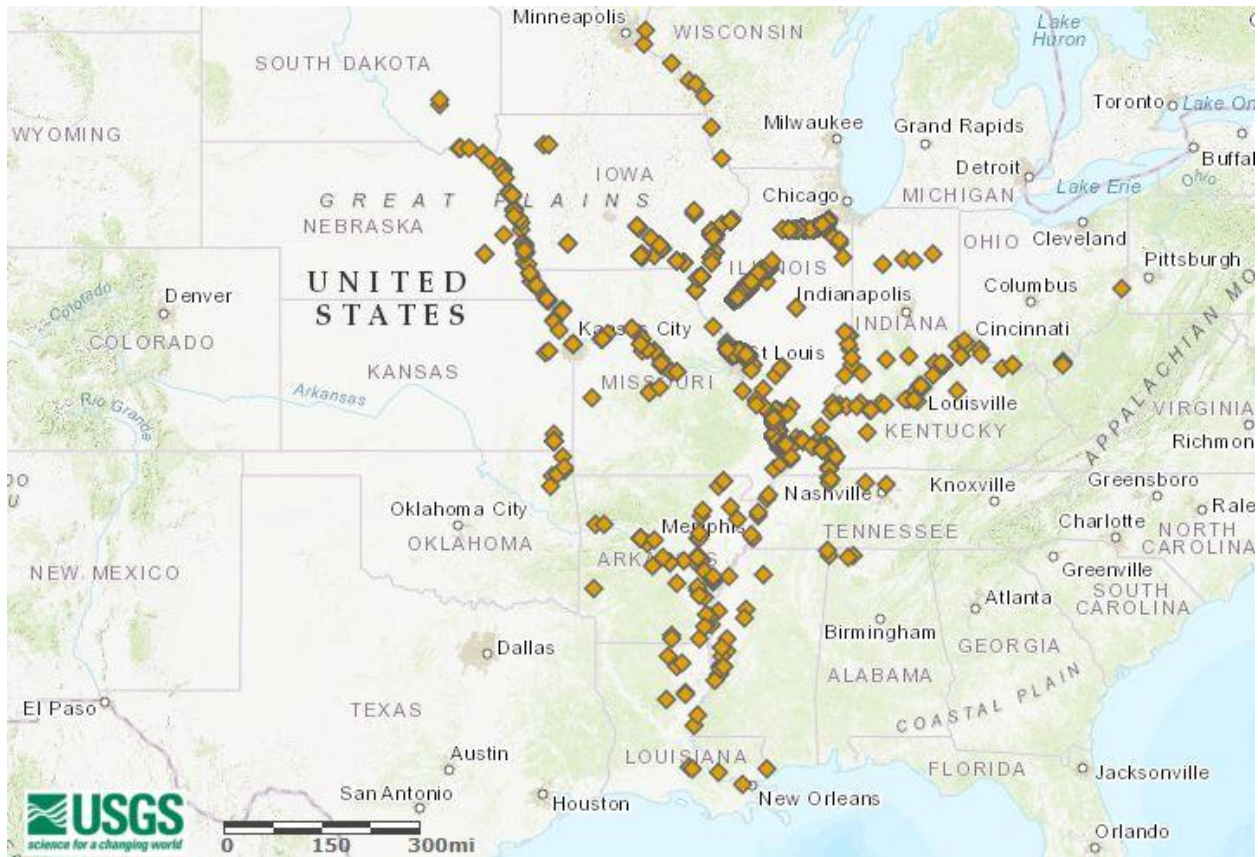 Minneapolis
WISCONSIN
Lake
Huron
SOUTH DAKOTA
Toronto
Lake On
WYOMING
Milwaukee
Grand Rapids
Buffal
Detroit
IOWA
Chicago
MICHIGAN
Lake Erie
Ohio
GREAT PLAINS
NEBRASKA
OHIO
Cleveland
Pittsburgh
UNITED
STATES
ILLINOIS
Columbus
Denver
Colorado
Indianapolis
INDIANA
Cincinnati
Kansas City
St Louis
COLORADO
KANSAS
MISSOURI
APPALACHIAN MO
Arkansas
Rio Grande
Louisville
VIRGINIA
KENTUCKY
Richmon
Nashville
Knoxville
Greensboro
Oklahoma City
Rale
Memphis
TENNESSEE
Charlotte
NORTH
CAROLINA
OKLAHOMA
ARKANSAS
NEW MEXICO
Greenville
SOUTH
CAROLINA
Atlanta
Birmingham
GEORGIA
Dallas
ALABAMA
El Paso
TEXAS
COASTAL PLAIN
Austin
LOUISIANA
FLORIDA
Jacksonville
San Antonio
Houston
New Orleans
USGS
science for a changing world
0 150 300mi
Orlando